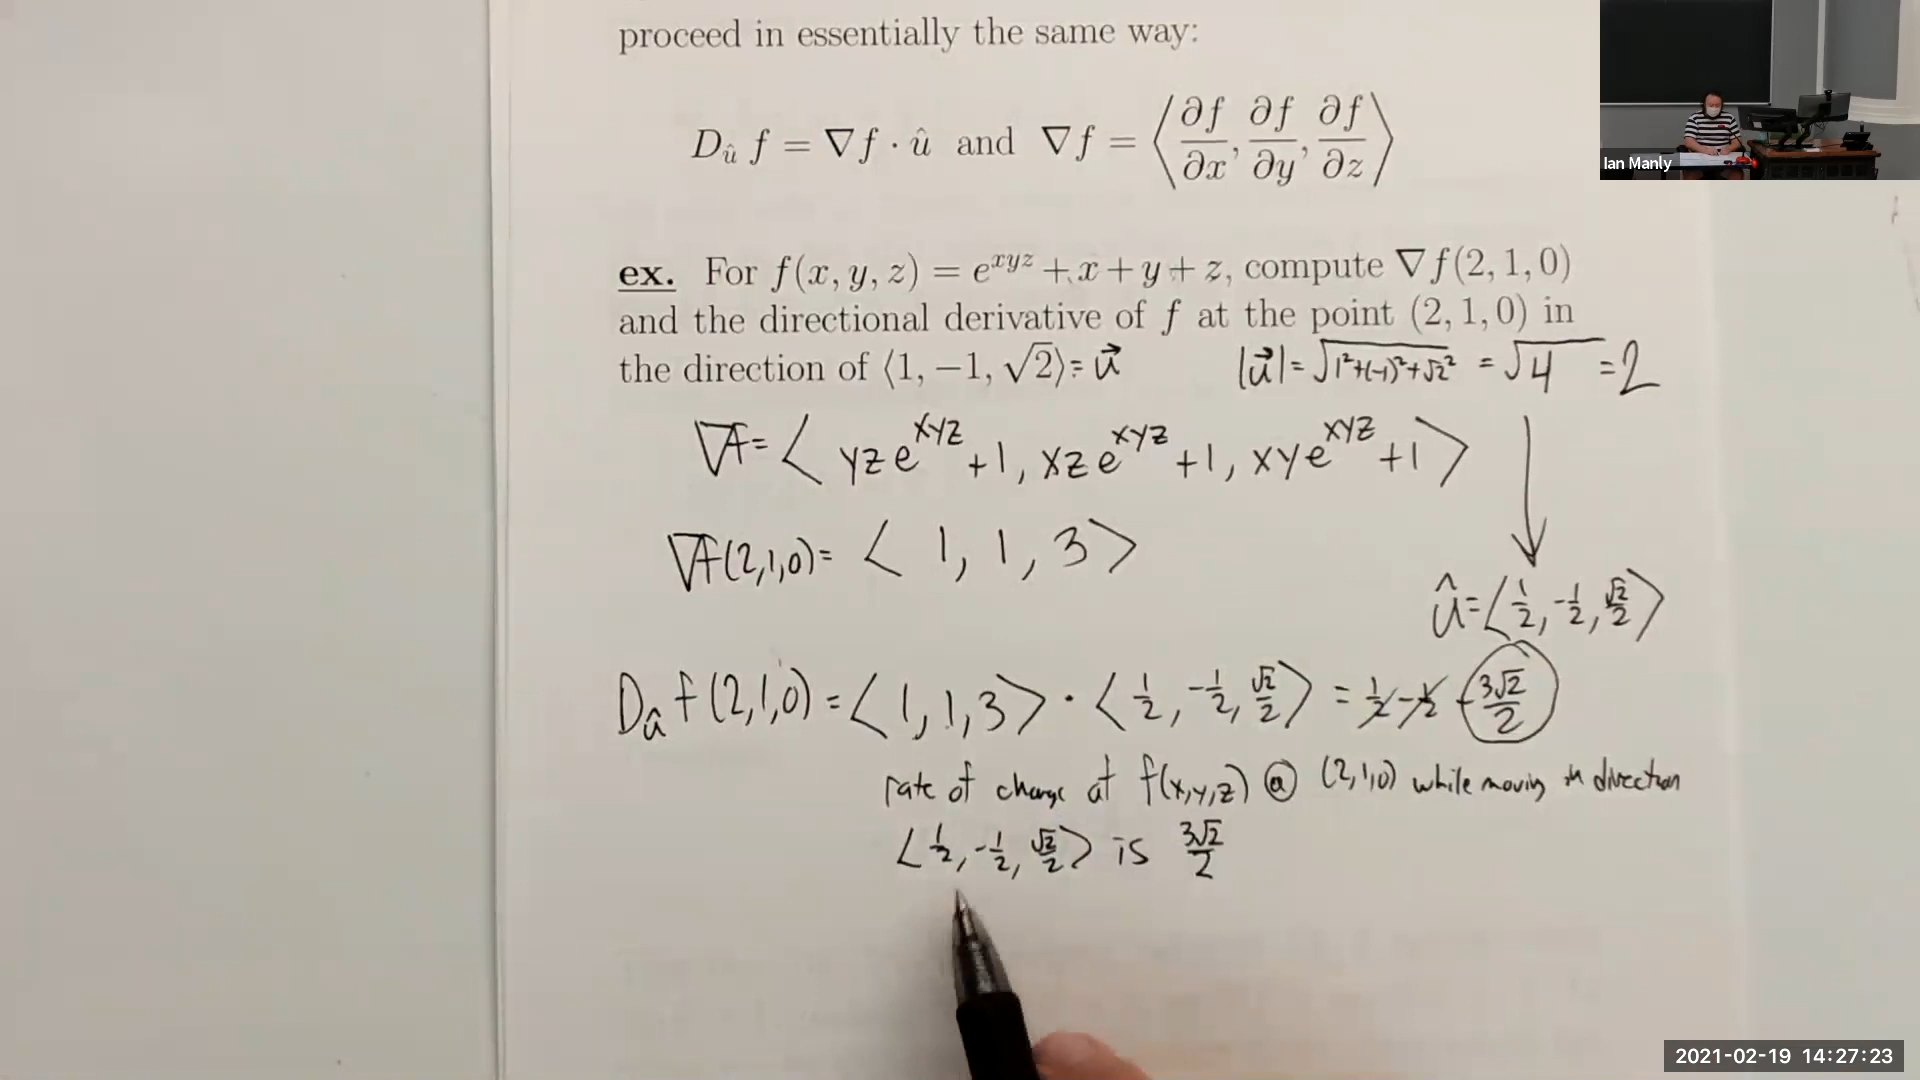 proceed in essentially the same way:
D_û f = ∇f · û and ∇f = ⟨∂f/∂x, ∂f/∂y, ∂f/∂z⟩
Ian Manly
ex. For f(x, y, z) = e^{xyz} + x + y + z, compute ∇f(2, 1, 0)
and the directional derivative of f at the point (2, 1, 0) in
the direction of ⟨1, −1, √2⟩ = u⃗ |u⃗| = √(1²+(-1)²+√2²) = √4 = 2
∇f = ⟨ yze^{xyz} + 1, xze^{xyz} + 1, xye^{xyz} + 1 ⟩
∇f(2,1,0) = ⟨ 1, 1, 3 ⟩
û = ⟨1/2, -1/2, √2/2⟩
D_û f(2,1,0) = ⟨1, 1, 3⟩ · ⟨1/2, -1/2, √2/2⟩ = 1/2 - 1/2 + 3√2/2
rate of change at f(x,y,z) @ (2,1,0) while moving in direction
⟨1/2, -1/2, √2/2⟩ is 3√2/2
2021-02-19 14:27:23